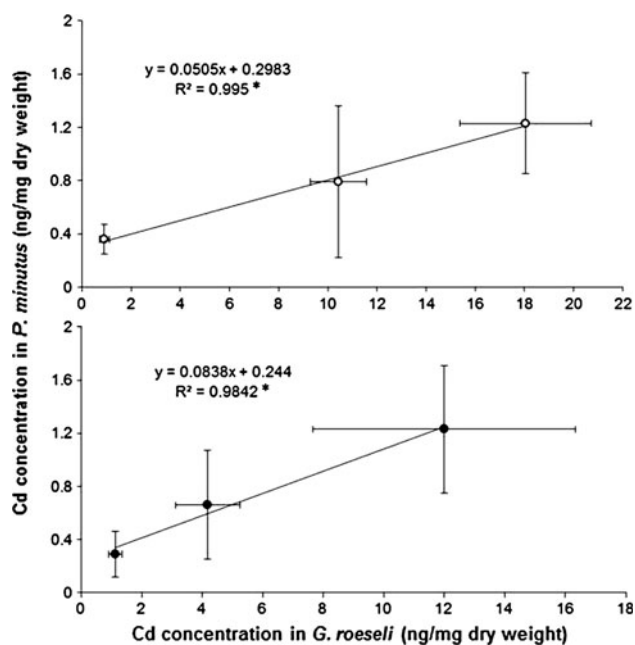 Cd concentration in P. minutus (ng/mg dry weight)
2
1.6
1.2
0.8
0.4
0
y = 0.0505x + 0.2983
R² = 0.995 *
0 2 4 6 8 10 12 14 16 18 20 22
2
1.6
1.2
0.8
0.4
0
y = 0.0838x + 0.244
R² = 0.9842 *
0 2 4 6 8 10 12 14 16 18
Cd concentration in G. roeseli (ng/mg dry weight)